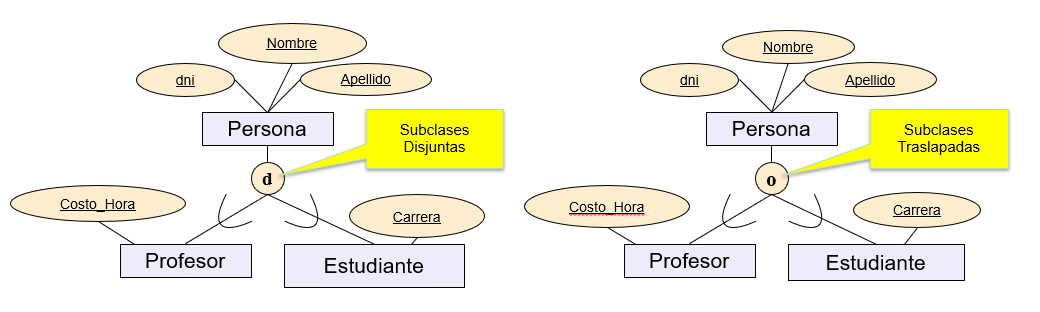 Nombre
dni
Apellido
Persona
Subclases
Disjuntas
d
Costo_Hora
Carrera
Profesor
Estudiante
Nombre
dni
Apellido
Persona
Subclases
Traslapadas
o
Costo_Hora
Carrera
Profesor
Estudiante